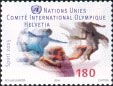 NATIONS UNIES
COMITÉ INTERNATIONAL OLYMPIQUE
HELVETIA
180